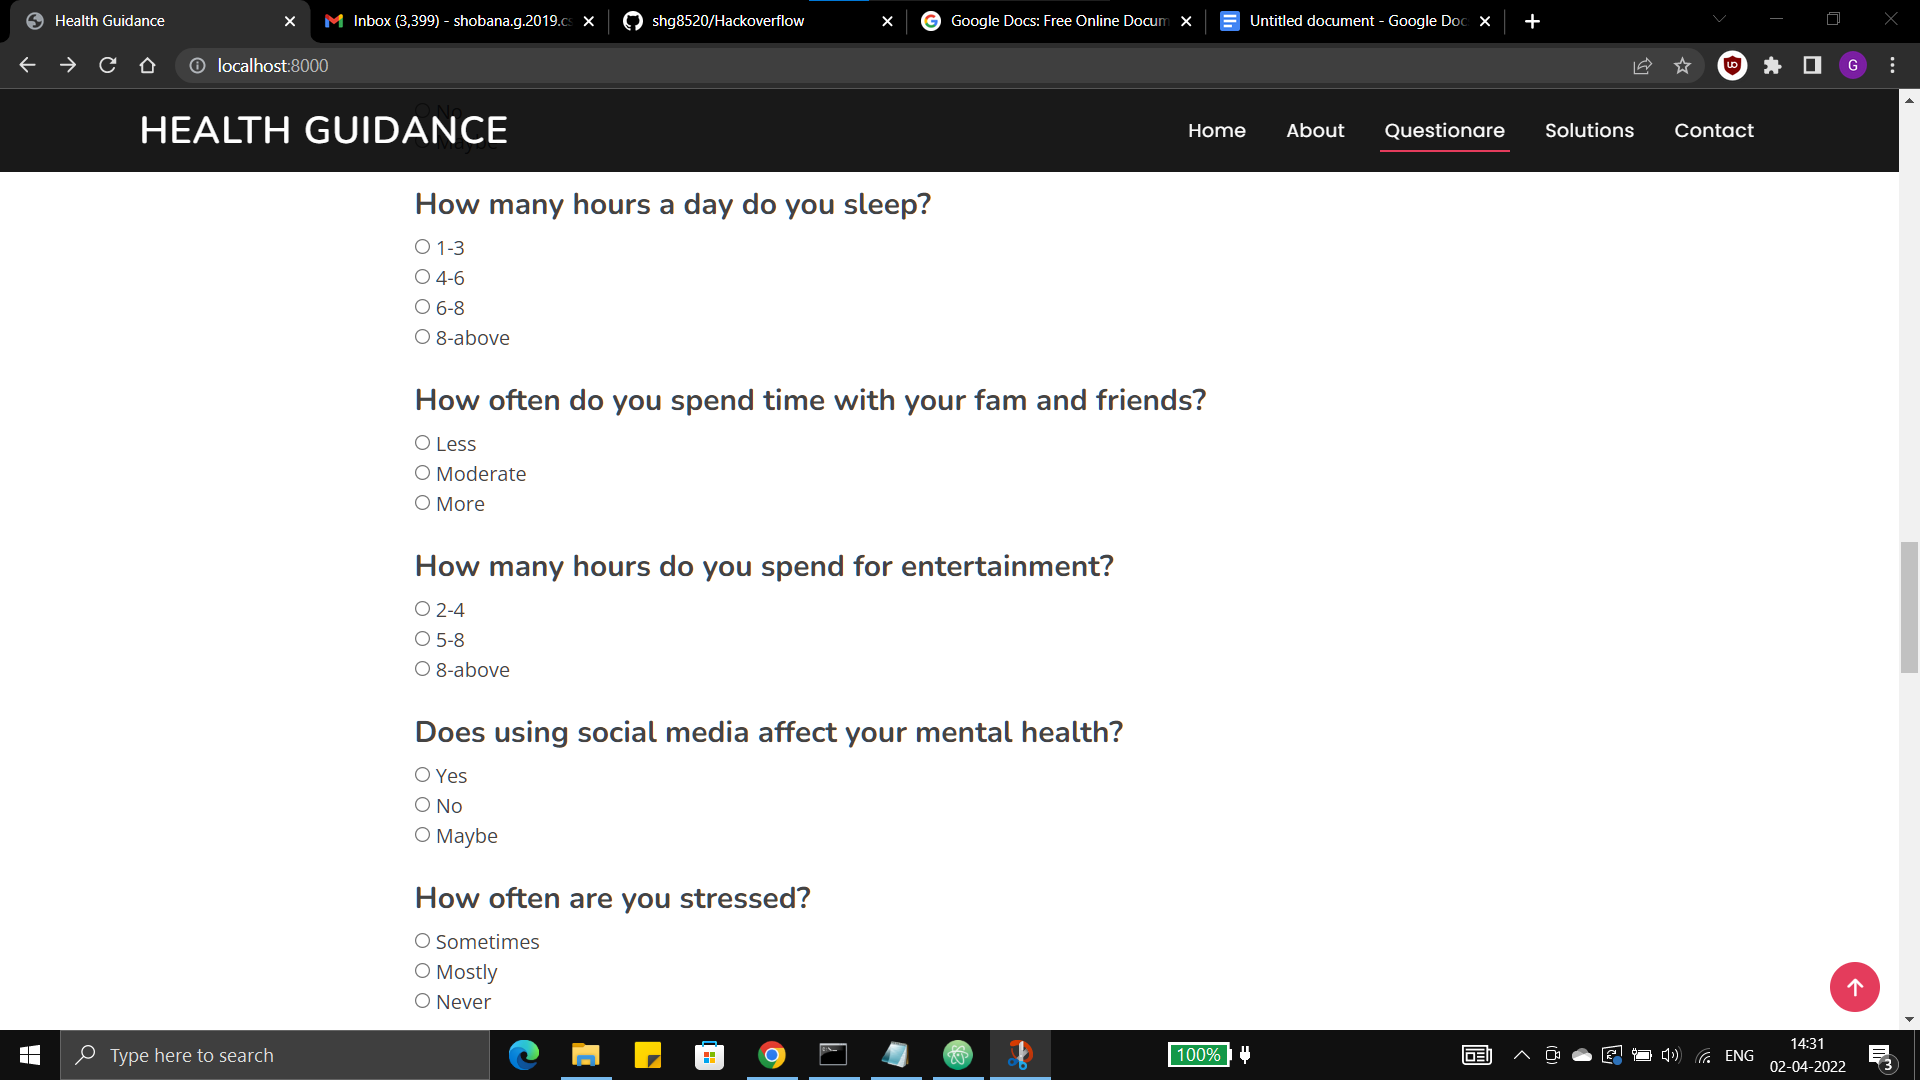 Health Guidance
Inbox (3,399) - shobana.g.2019.cs
shg8520/Hackoverflow
Google Docs: Free Online Docum
Untitled document - Google Doc
localhost:8000
G
No
Maybe
HEALTH GUIDANCE
Home
About
Questionare
Solutions
Contact
How many hours a day do you sleep?
1-3
4-6
6-8
8-above
How often do you spend time with your fam and friends?
Less
Moderate
More
How many hours do you spend for entertainment?
2-4
5-8
8-above
Does using social media affect your mental health?
Yes
No
Maybe
How often are you stressed?
Sometimes
Mostly
Never
Type here to search
100%
ENG
14:31
02-04-2022
3